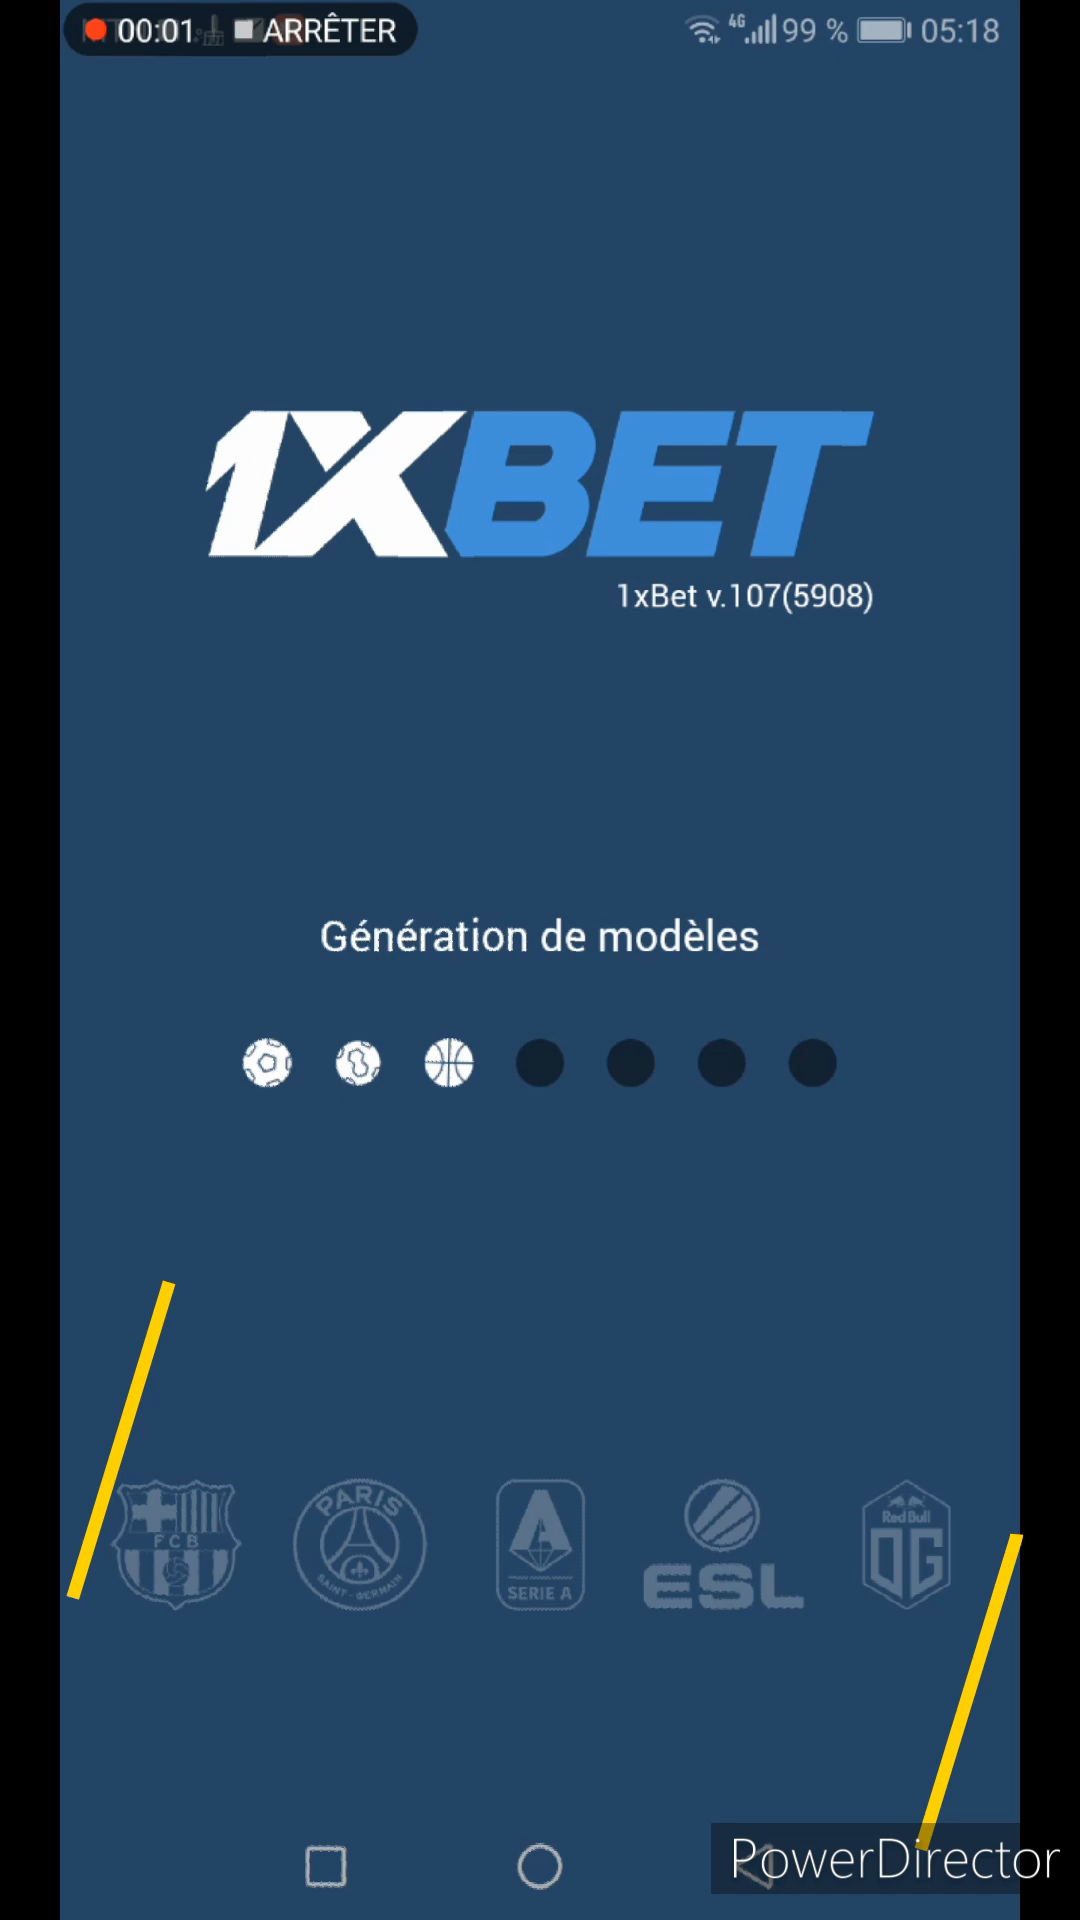 00:01 ARRÊTER 4G 99 % 05:18
1XBET
1xBet v.107(5908)
Génération de modèles
FCB
PARIS
SAINT-GERMAIN
SERIE A
ESL
Red Bull
OG
PowerDirector